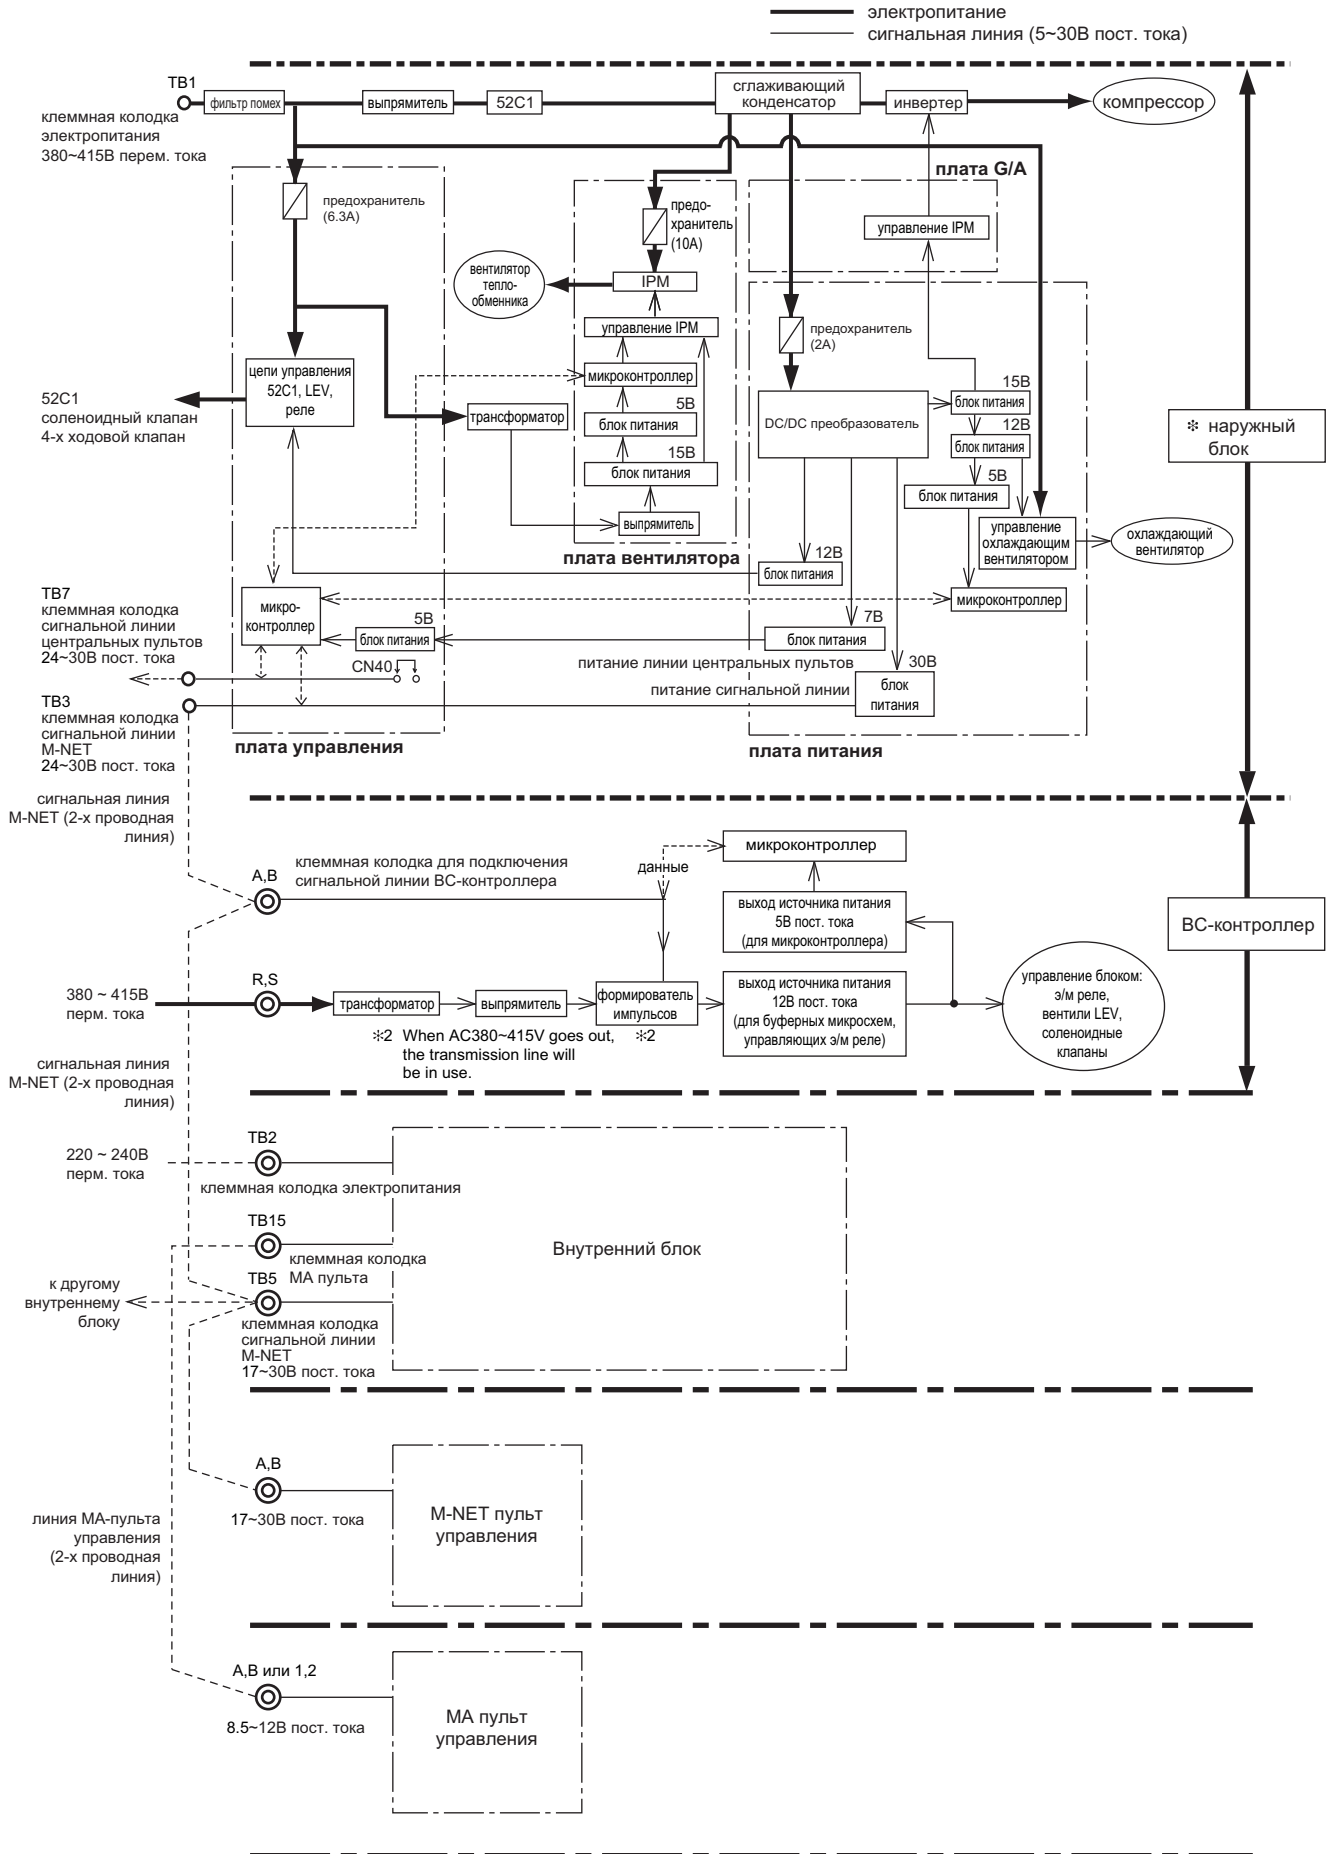 электропитание
сигнальная линия (5~30В пост. тока)
TB1
фильтр помех
выпрямитель
52C1
сглаживающий
конденсатор
инвертер
компрессор
клеммная колодка
электропитания
380~415В перем. тока
плата G/A
предохранитель
(6.3A)
предо-
хранитель
(10A)
управление IPM
вентилятор
тепло-
обменника
IPM
управление IPM
предохранитель
(2A)
цепи управления
52C1, LEV,
реле
микроконтроллер
15В
блок питания
52C1
соленоидный клапан
4-х ходовой клапан
трансформатор
5В
блок питания
DC/DC преобразователь
12В
блок питания
✻ наружный
блок
15В
блок питания
5В
блок питания
выпрямитель
управление
охлаждающим
вентилятором
охлаждающий
вентилятор
плата вентилятора
12В
блок питания
TB7
клеммная колодка
сигнальной линии
центральных пультов
24~30В пост. тока
микро-
контроллер
микроконтроллер
5В
блок питания
7В
блок питания
CN40
питание линии центральных пультов
30В
питание сигнальной линии
блок
питания
TB3
клеммная колодка
сигнальной линии
M-NET
24~30В пост. тока
плата управления
плата питания
сигнальная линия
M-NET (2-х проводная
линия)
микроконтроллер
клеммная колодка для подключения
сигнальной линии ВС-контроллера
данные
A,B
выход источника питания
5В пост. тока
(для микроконтроллера)
ВС-контроллер
R,S
380 ~ 415В
перм. тока
трансформатор
выпрямитель
формирователь
импульсов
выход источника питания
12В пост. тока
(для буферных микросхем,
управляющих э/м реле)
управление блоком:
э/м реле,
вентили LEV,
соленоидные
клапаны
✻2 When AC380~415V goes out,
the transmission line will
be in use.
✻2
сигнальная линия
M-NET (2-х проводная
линия)
TB2
220 ~ 240В
перм. тока
клеммная колодка электропитания
TB15
клеммная колодка
МА пульта
Внутренний блок
TB5
к другому
внутреннему
блоку
клеммная колодка
сигнальной линии
M-NET
17~30В пост. тока
A,B
17~30В пост. тока
M-NET пульт
управления
линия МА-пульта
управления
(2-х проводная
линия)
A,B или 1,2
8.5~12В пост. тока
МА пульт
управления